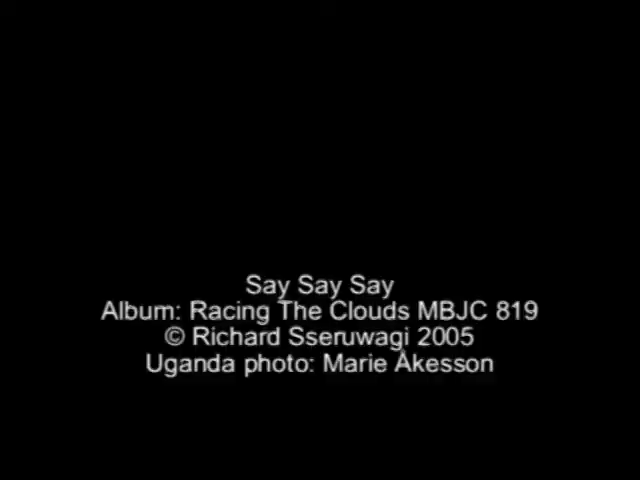 Say Say Say
Album: Racing The Clouds MBJC 819
© Richard Sseruwagi 2005
Uganda photo: Marie Åkesson